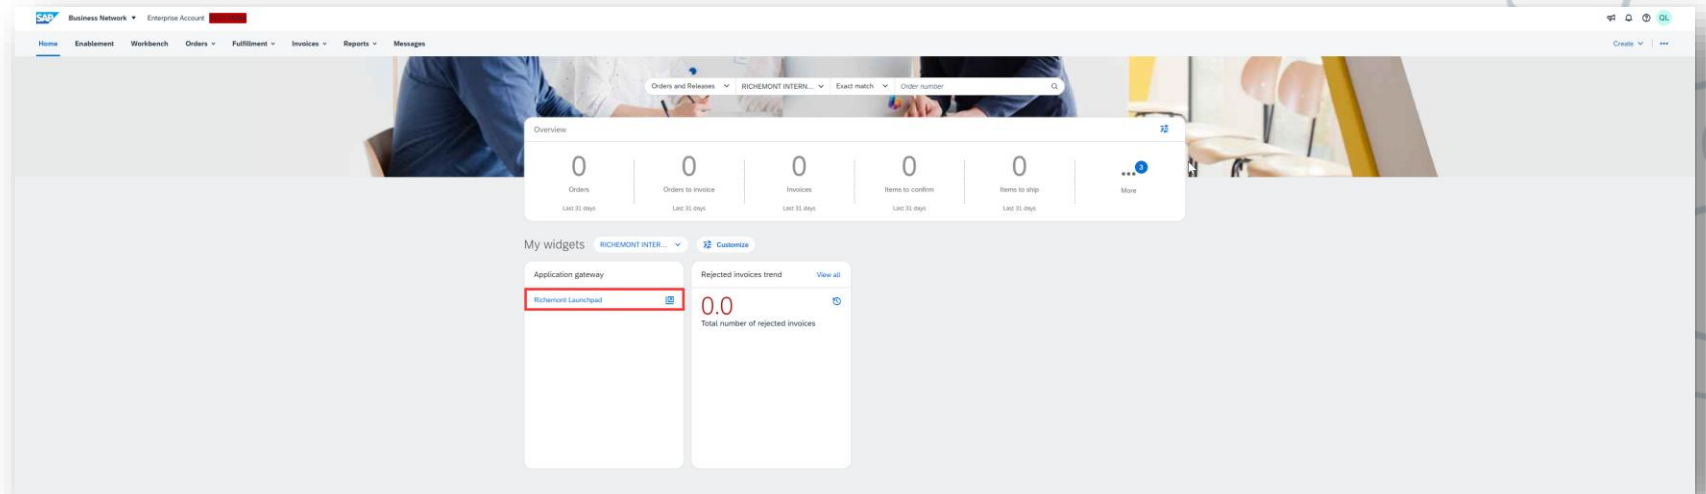 SAP Business Network Enterprise Account
QL
Home Enablement Workbench Orders Fulfillment Invoices Reports Messages Create
Orders and Releases RICHEMONT INTERN... Exact match Order number
Overview
0 0 0 0 0 ... 3
Orders Orders to invoice Invoices Items to confirm Items to ship More
Last 31 days Last 31 days Last 31 days Last 31 days Last 31 days
My widgets RICHEMONT INTER... Customize
Application gateway
Richemont Launchpad
Rejected invoices trend View all
0.0
Total number of rejected invoices